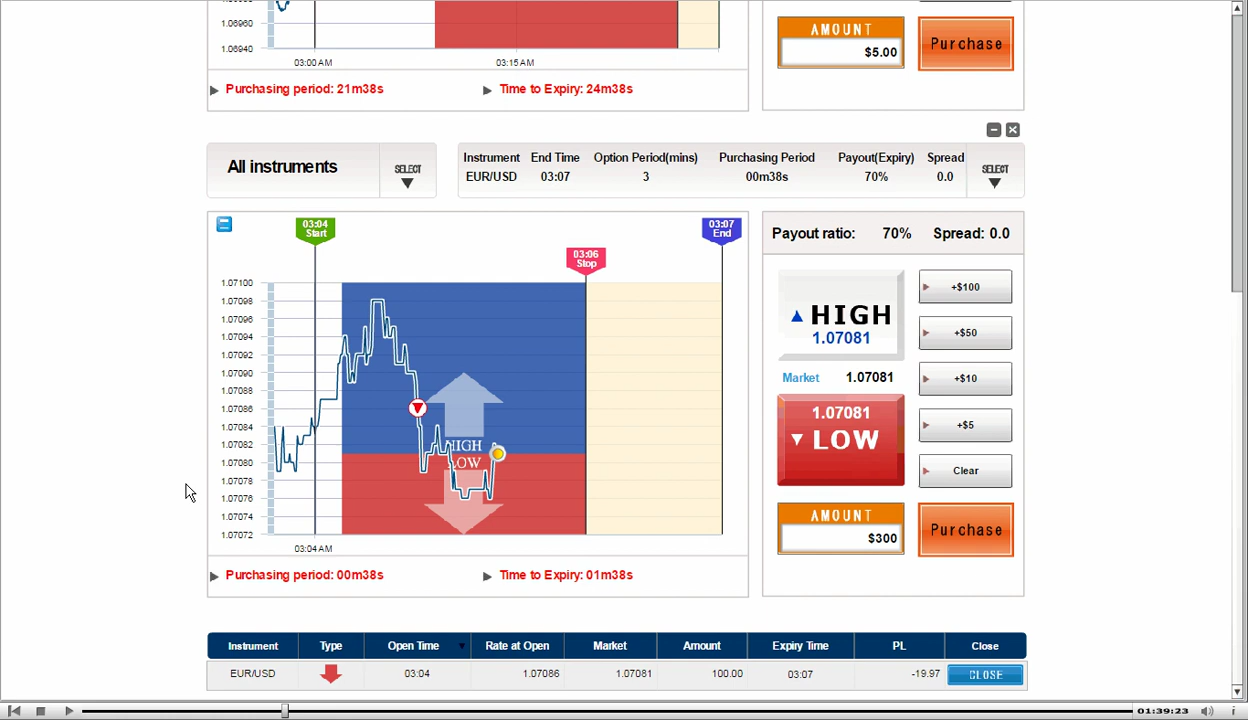 1.06960
1.06940
03:00 AM
03:15 AM
Purchasing period: 21m38s
Time to Expiry: 24m38s
AMOUNT
$5.00
Purchase
All instruments
SELECT
Instrument End Time Option Period(mins) Purchasing Period Payout(Expiry) Spread
EUR/USD 03:07 3 00m38s 70% 0.0
SELECT
03:04
Start
03:06
Stop
03:07
End
1.07100
1.07098
1.07096
1.07094
1.07092
1.07090
1.07088
1.07086
1.07084
1.07082
1.07080
1.07078
1.07076
1.07074
1.07072
HIGH
LOW
03:04 AM
Purchasing period: 00m38s
Time to Expiry: 01m38s
Payout ratio: 70% Spread: 0.0
HIGH
1.07081
Market 1.07081
1.07081
LOW
+$100
+$50
+$10
+$5
Clear
AMOUNT
$300
Purchase
Instrument Type Open Time Rate at Open Market Amount Expiry Time PL Close
EUR/USD 03:04 1.07086 1.07081 100.00 03:07 -19.97 CLOSE
01:39:23